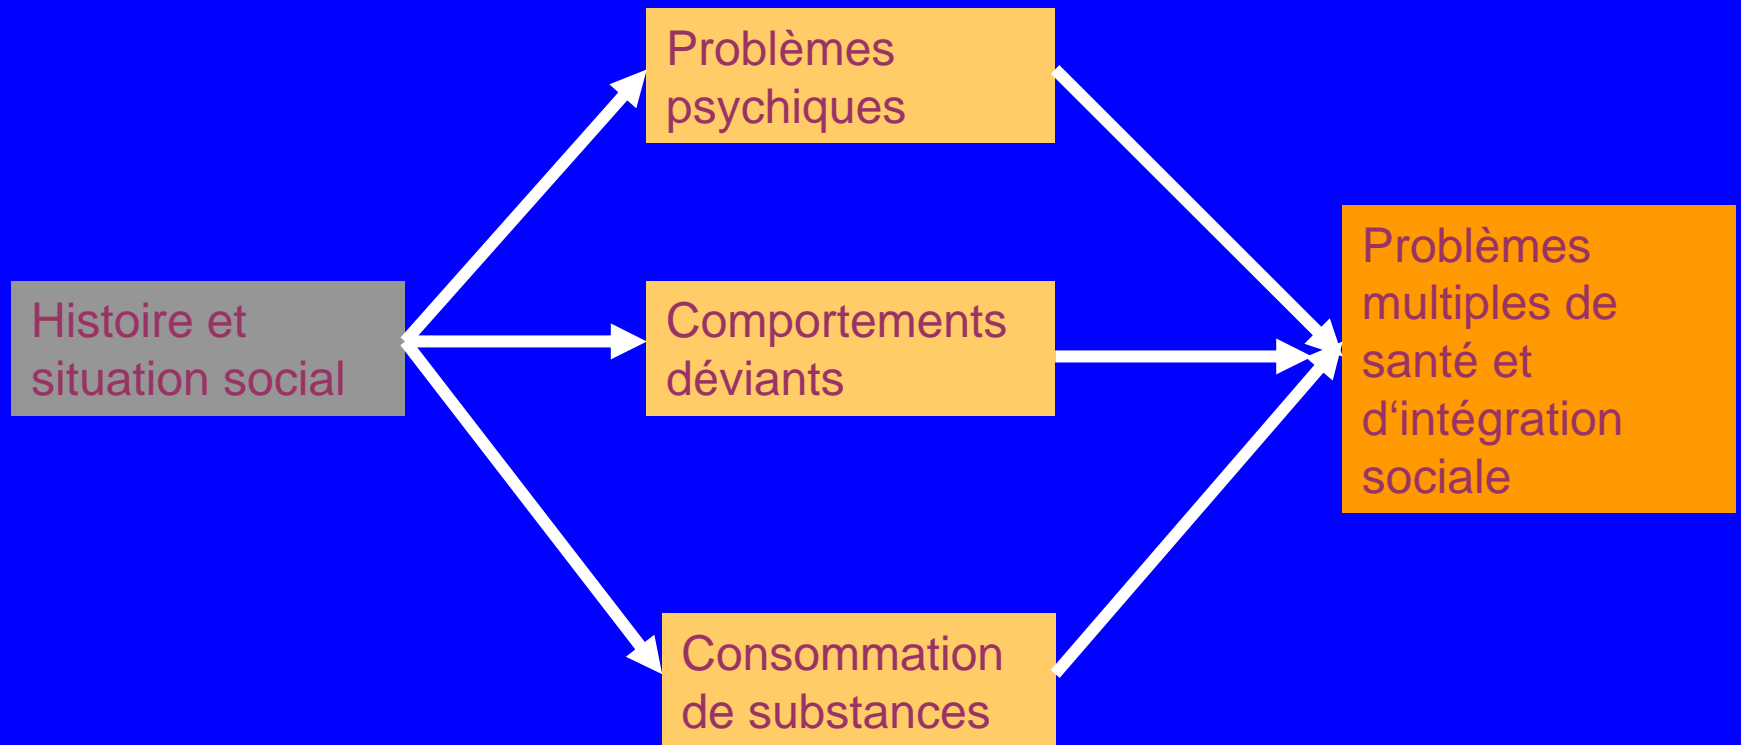 Problèmes
psychiques
Histoire et
situation social
Comportements
déviants
Consommation
de substances
Problèmes
multiples de
santé et
d‘intégration
sociale